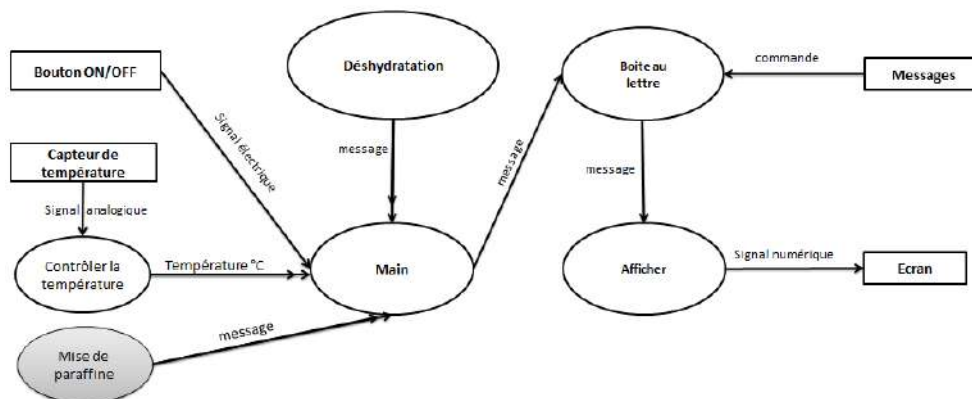 Bouton ON/OFF
Déshydratation
Boite au
lettre
commande
Messages
Signal électrique
message
message
message
Capteur de
température
Signal analogique
Contrôler la
température
Température °C
Main
Afficher
Signal numérique
Ecran
message
Mise de
paraffine